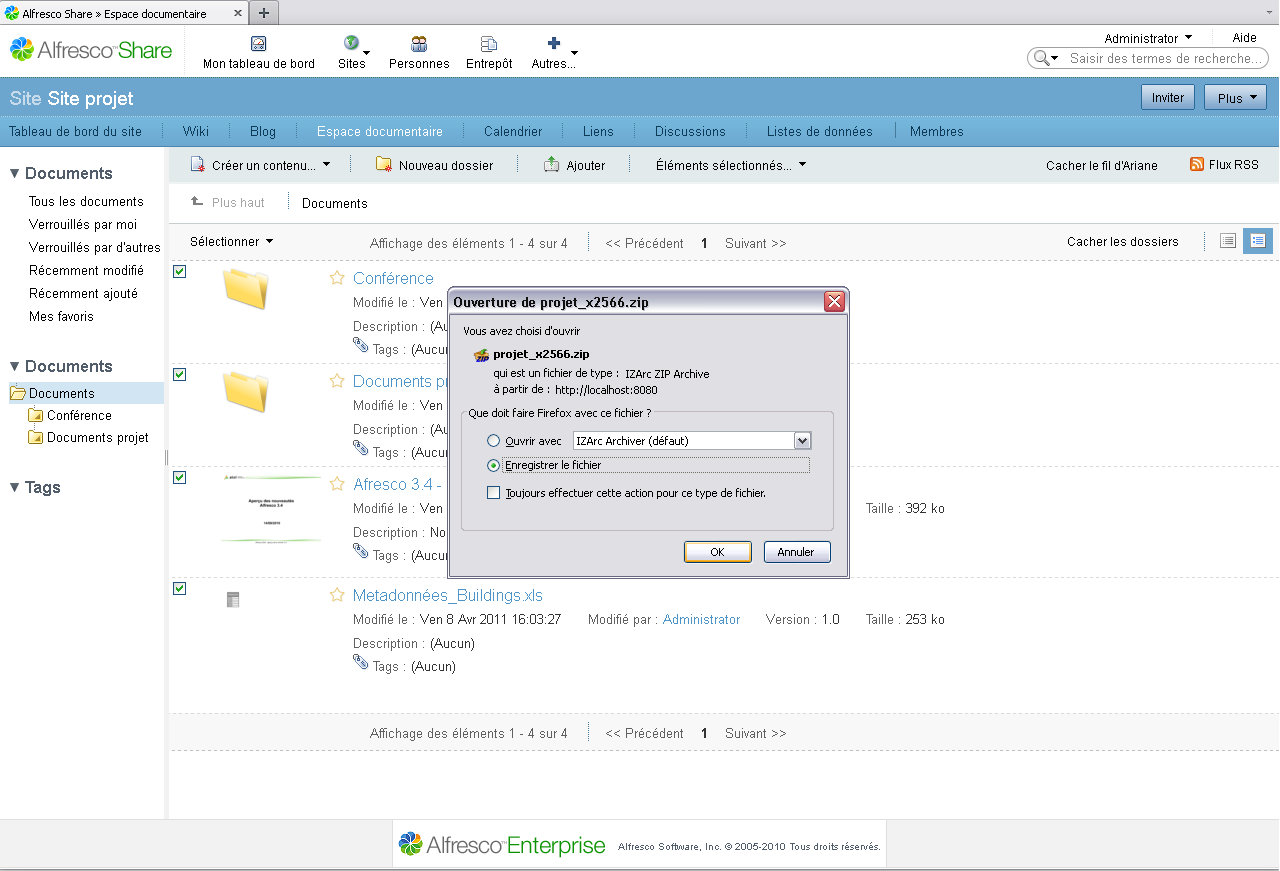 Alfresco Share » Espace documentaire
Alfresco Share
Mon tableau de bord
Sites
Personnes
Entrepôt
Autres...
Administrator
Aide
Saisir des termes de recherche...
Site Site projet
Inviter
Plus
Tableau de bord du site
Wiki
Blog
Espace documentaire
Calendrier
Liens
Discussions
Listes de données
Membres
Documents
Tous les documents
Verrouillés par moi
Verrouillés par d'autres
Récemment modifié
Récemment ajouté
Mes favoris
Documents
Documents
Conférence
Documents projet
Tags
Créer un contenu...
Nouveau dossier
Ajouter
Éléments sélectionnés...
Cacher le fil d'Ariane
Flux RSS
Plus haut
Documents
Sélectionner
Affichage des éléments 1 - 4 sur 4
<< Précédent 1 Suivant >>
Cacher les dossiers
Conférence
Modifié le : Ven
Description : (Au
Tags : (Aucun
Documents pr
Modifié le : Ven
Description : (Au
Tags : (Aucun
Aperçu des nouveautés
Alfresco 3.4
Afresco 3.4 -
Modifié le : Ven
Taille : 392 ko
Description : No
Tags : (Aucun
Metadonnées_Buildings.xls
Modifié le : Ven 8 Avr 2011 16:03:27 Modifié par : Administrator Version : 1.0 Taille : 253 ko
Description : (Aucun)
Tags : (Aucun)
Affichage des éléments 1 - 4 sur 4
<< Précédent 1 Suivant >>
Ouverture de projet_x2566.zip
Vous avez choisi d'ouvrir
projet_x2566.zip
qui est un fichier de type : IZArc ZIP Archive
à partir de : http://localhost:8080
Que doit faire Firefox avec ce fichier ?
Ouvrir avec
IZArc Archiver (défaut)
Enregistrer le fichier
Toujours effectuer cette action pour ce type de fichier.
OK
Annuler
Alfresco Enterprise
Alfresco Software, Inc. © 2005-2010 Tous droits réservés.